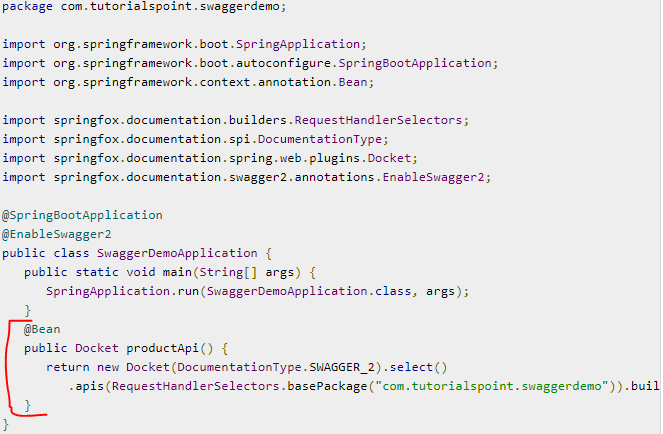 package com.tutorialspoint.swaggerdemo;
import org.springframework.boot.SpringApplication;
import org.springframework.boot.autoconfigure.SpringBootApplication;
import org.springframework.context.annotation.Bean;
import springfox.documentation.builders.RequestHandlerSelectors;
import springfox.documentation.spi.DocumentationType;
import springfox.documentation.spring.web.plugins.Docket;
import springfox.documentation.swagger2.annotations.EnableSwagger2;
@SpringBootApplication
@EnableSwagger2
public class SwaggerDemoApplication {
public static void main(String[] args) {
SpringApplication.run(SwaggerDemoApplication.class, args);
}
@Bean
public Docket productApi() {
return new Docket(DocumentationType.SWAGGER_2).select()
.apis(RequestHandlerSelectors.basePackage("com.tutorialspoint.swaggerdemo")).buil
}
}